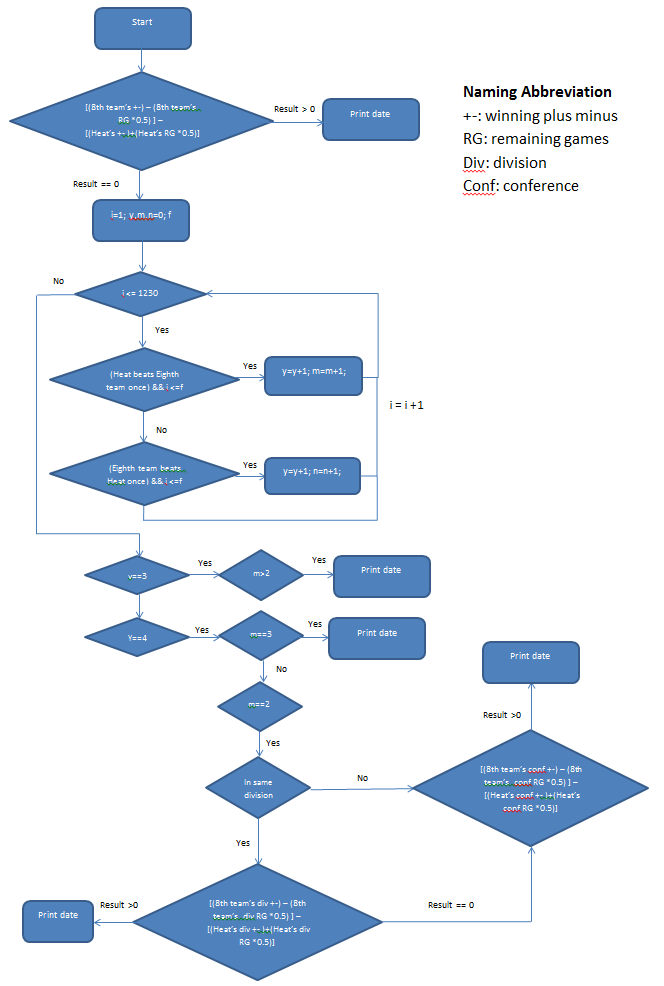 Start
[(8th team's +-) – (8th team's
RG *0.5) ] –
[(Heat's +-)+(Heat's RG *0.5)]
Result > 0
Print date
Naming Abbreviation
+-: winning plus minus
RG: remaining games
Div: division
Conf: conference
Result == 0
i=1; y,m,n=0; f
No
i <= 1230
Yes
(Heat beats Eighth
team once) && i <=f
Yes
y=y+1; m=m+1;
i = i +1
No
(Eighth team beats
Heat once) && i <=f
Yes
y=y+1; n=n+1;
y==3
Yes
m>2
Yes
Print date
Y==4
Yes
m==3
Yes
Print date
No
m==2
Yes
In same
division
No
Print date
Result >0
[(8th team's conf +-) – (8th
team's conf RG *0.5) ] –
[(Heat's conf +-)+(Heat's
conf RG *0.5)]
Yes
Print date
Result >0
[(8th team's div +-) – (8th
team's div RG *0.5) ] –
[(Heat's div +-)+(Heat's div
RG *0.5)]
Result == 0